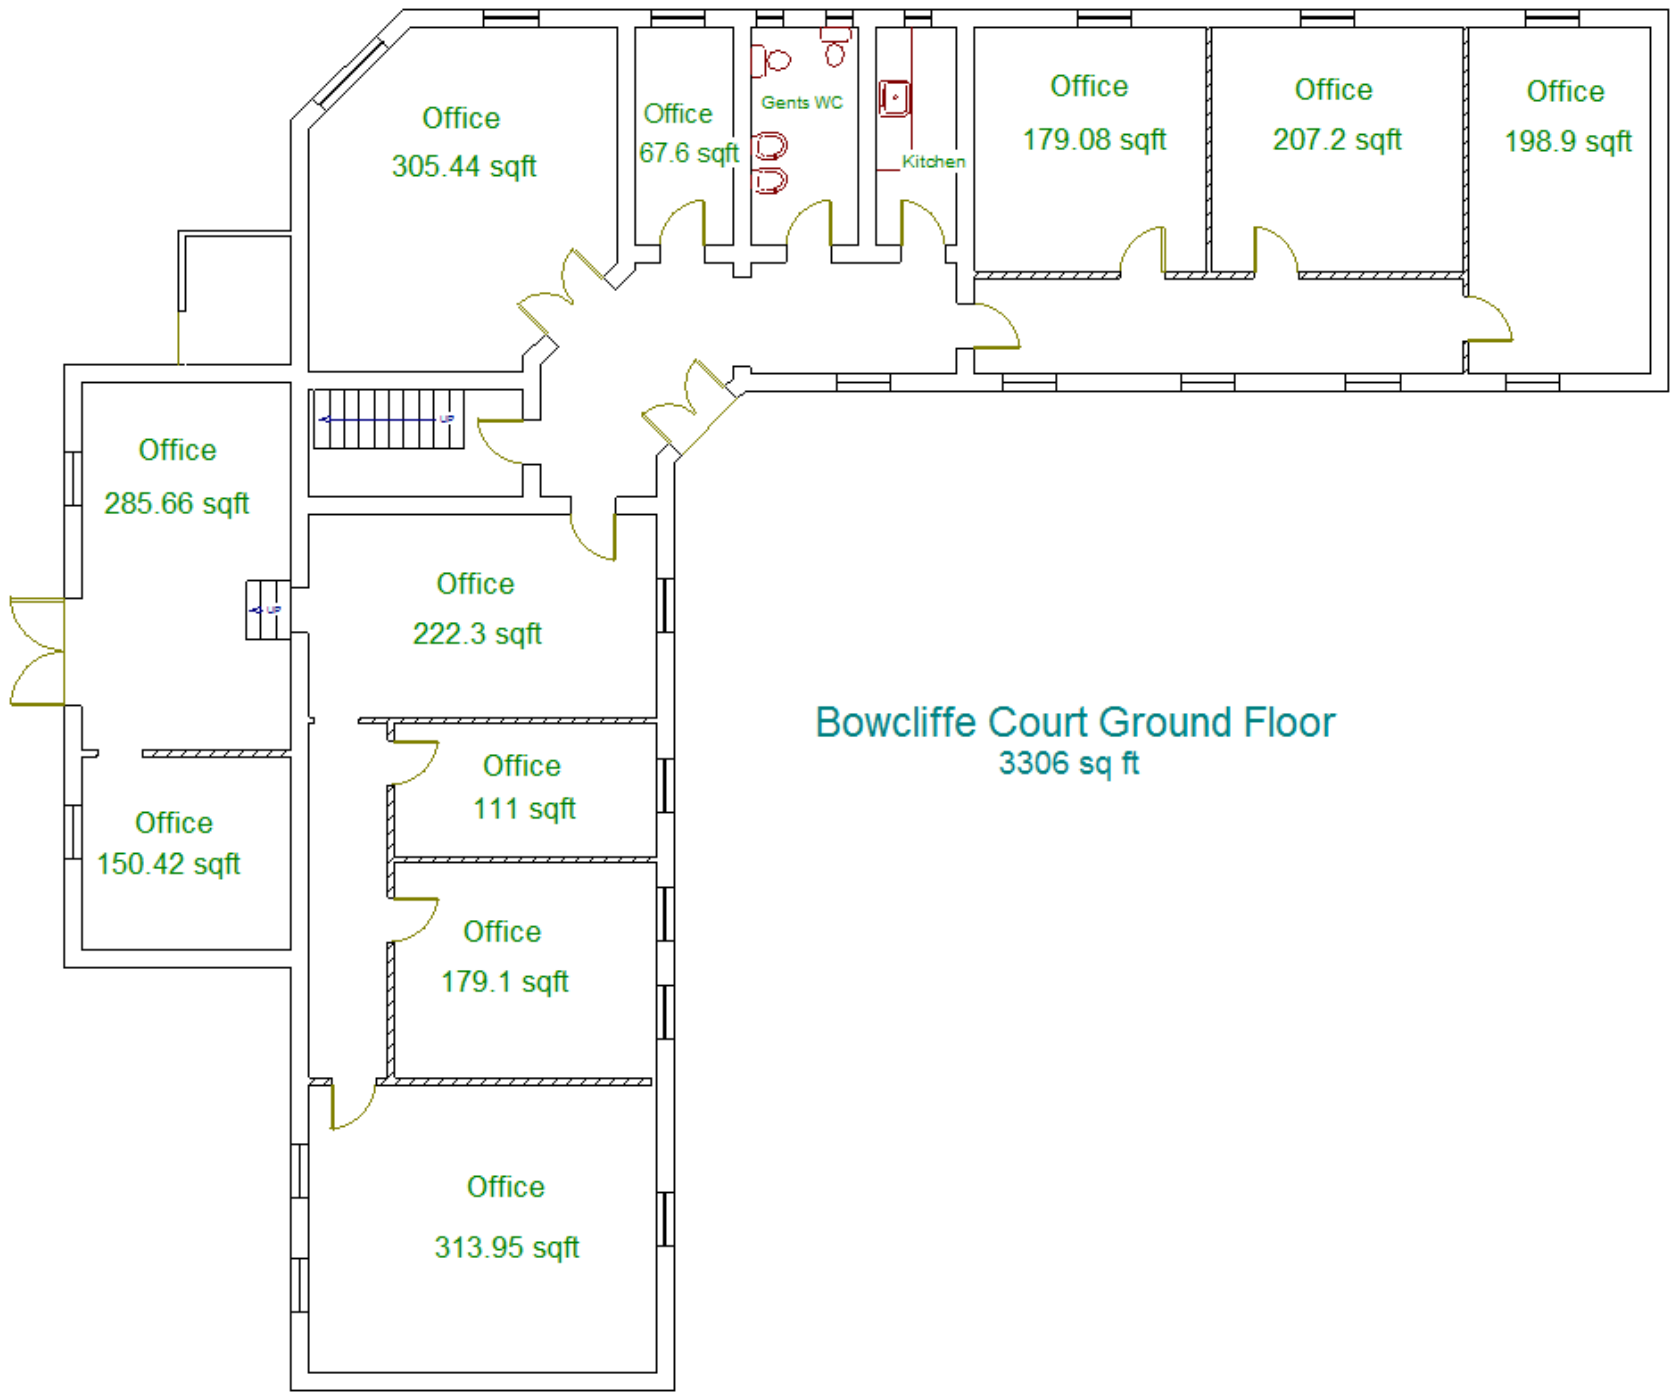 Office
305.44 sqft
Office
67.6 sqft
Gents WC
Kitchen
Office
179.08 sqft
Office
207.2 sqft
Office
198.9 sqft
UP
Office
285.66 sqft
UP
Office
222.3 sqft
Office
111 sqft
Office
150.42 sqft
Office
179.1 sqft
Office
313.95 sqft
Bowcliffe Court Ground Floor
3306 sq ft